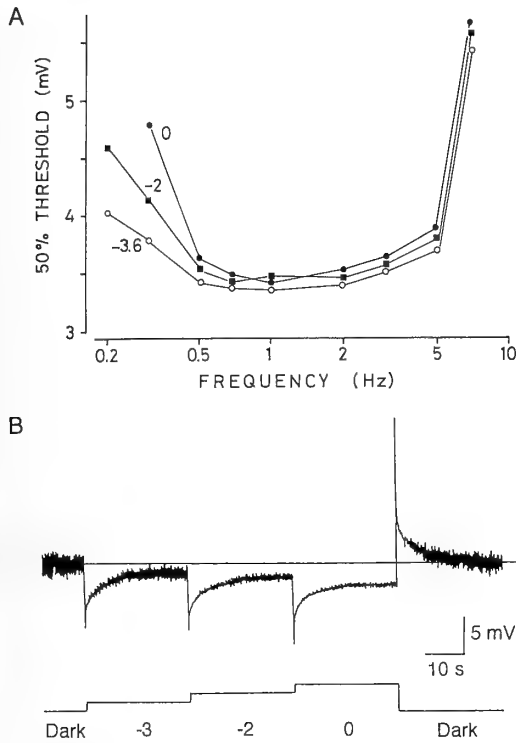 A
50% THRESHOLD (mV)
5
4
3
0
-2
-3.6
0.2
0.5
1
2
5
10
FREQUENCY (Hz)
B
5 mV
10 s
Dark
-3
-2
0
Dark